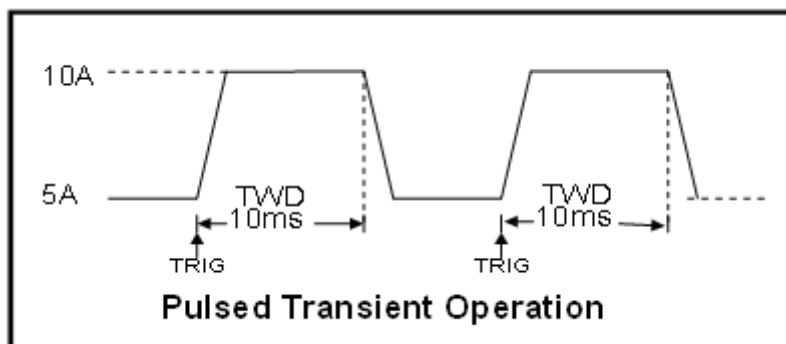 10A
5A
TWD
10ms
TWD
10ms
TRIG
TRIG
Pulsed Transient Operation